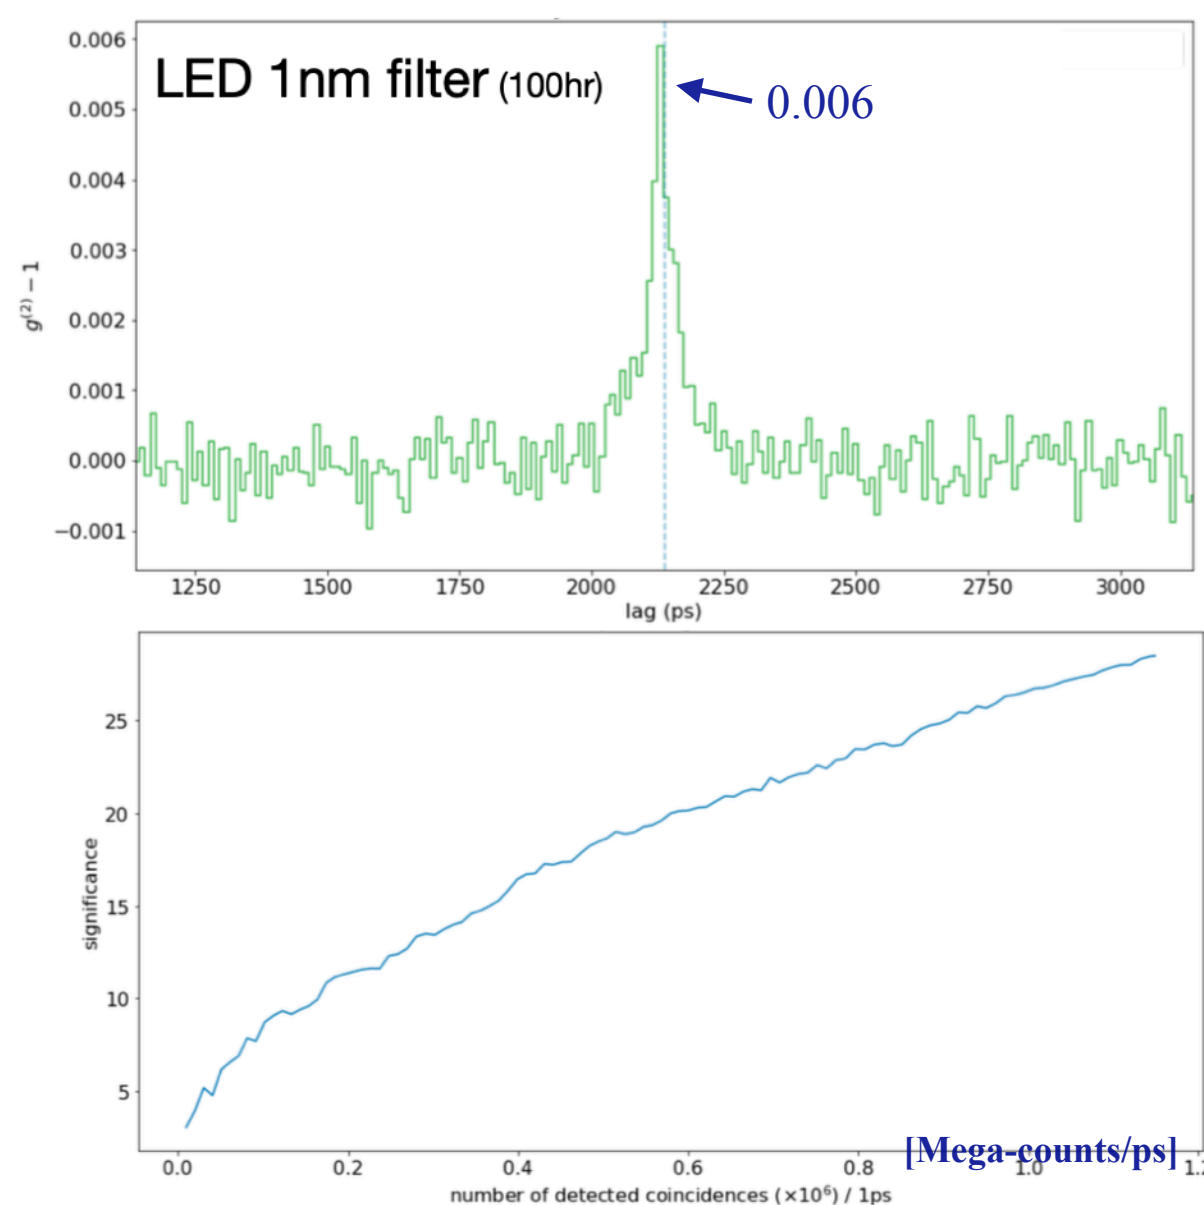 0.006
LED 1nm filter (100hr)
0.006
0.005
0.004
0.003
0.002
0.001
0.000
−0.001
g(2) − 1
1250 1500 1750 2000 2250 2500 2750 3000
lag (ps)
25
20
15
10
5
significance
[Mega-counts/ps]
0.0 0.2 0.4 0.6 0.8 1.0
number of detected coincidences (×10⁶) / 1ps